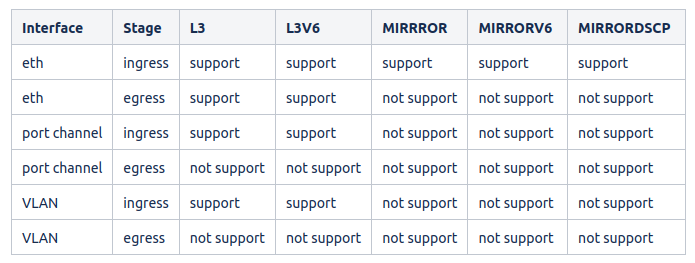 Interface Stage L3 L3V6 MIRRROR MIRRORV6 MIRRORDSCP
eth ingress support support support support support
eth egress support support not support not support not support
port channel ingress support support not support not support not support
port channel egress not support not support not support not support not support
VLAN ingress support support not support not support not support
VLAN egress not support not support not support not support not support